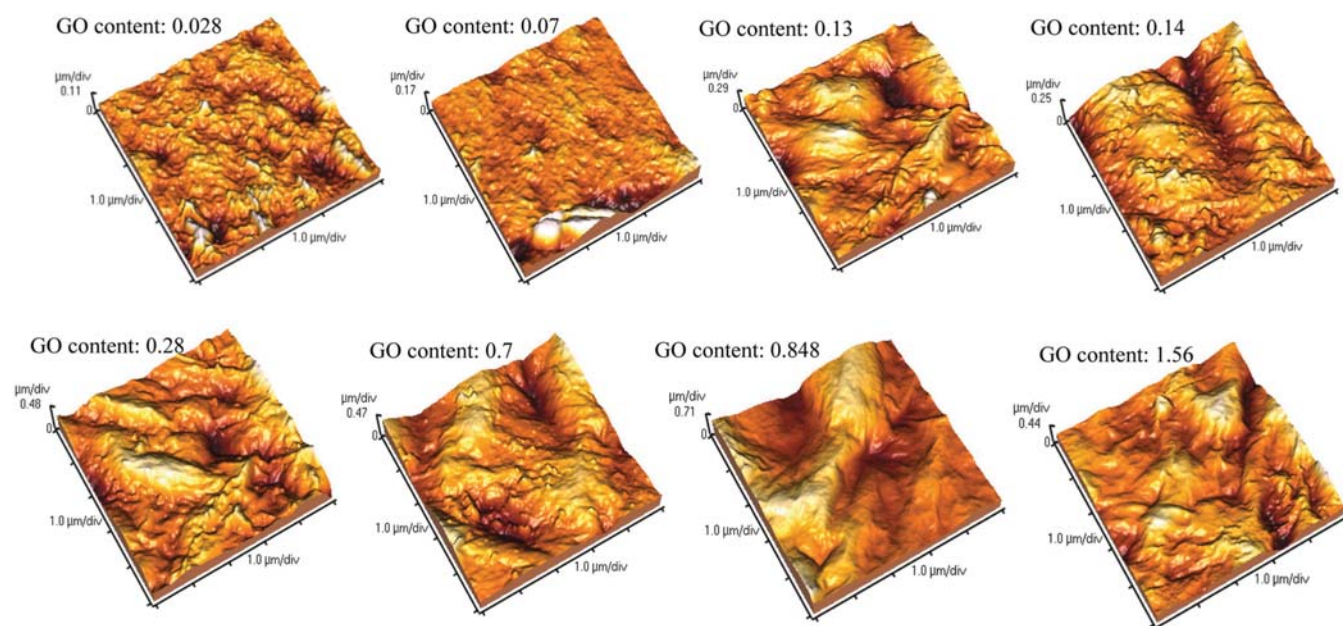 GO content: 0.028
µm/div
0.11
0
1.0 µm/div
1.0 µm/div
GO content: 0.07
µm/div
0.17
0
1.0 µm/div
1.0 µm/div
GO content: 0.13
µm/div
0.29
0
1.0 µm/div
1.0 µm/div
GO content: 0.14
µm/div
0.25
0
1.0 µm/div
1.0 µm/div
GO content: 0.28
µm/div
0.48
0
1.0 µm/div
1.0 µm/div
GO content: 0.7
µm/div
0.47
0
1.0 µm/div
1.0 µm/div
GO content: 0.848
µm/div
0.71
0
1.0 µm/div
1.0 µm/div
GO content: 1.56
µm/div
0.44
0
1.0 µm/div
1.0 µm/div